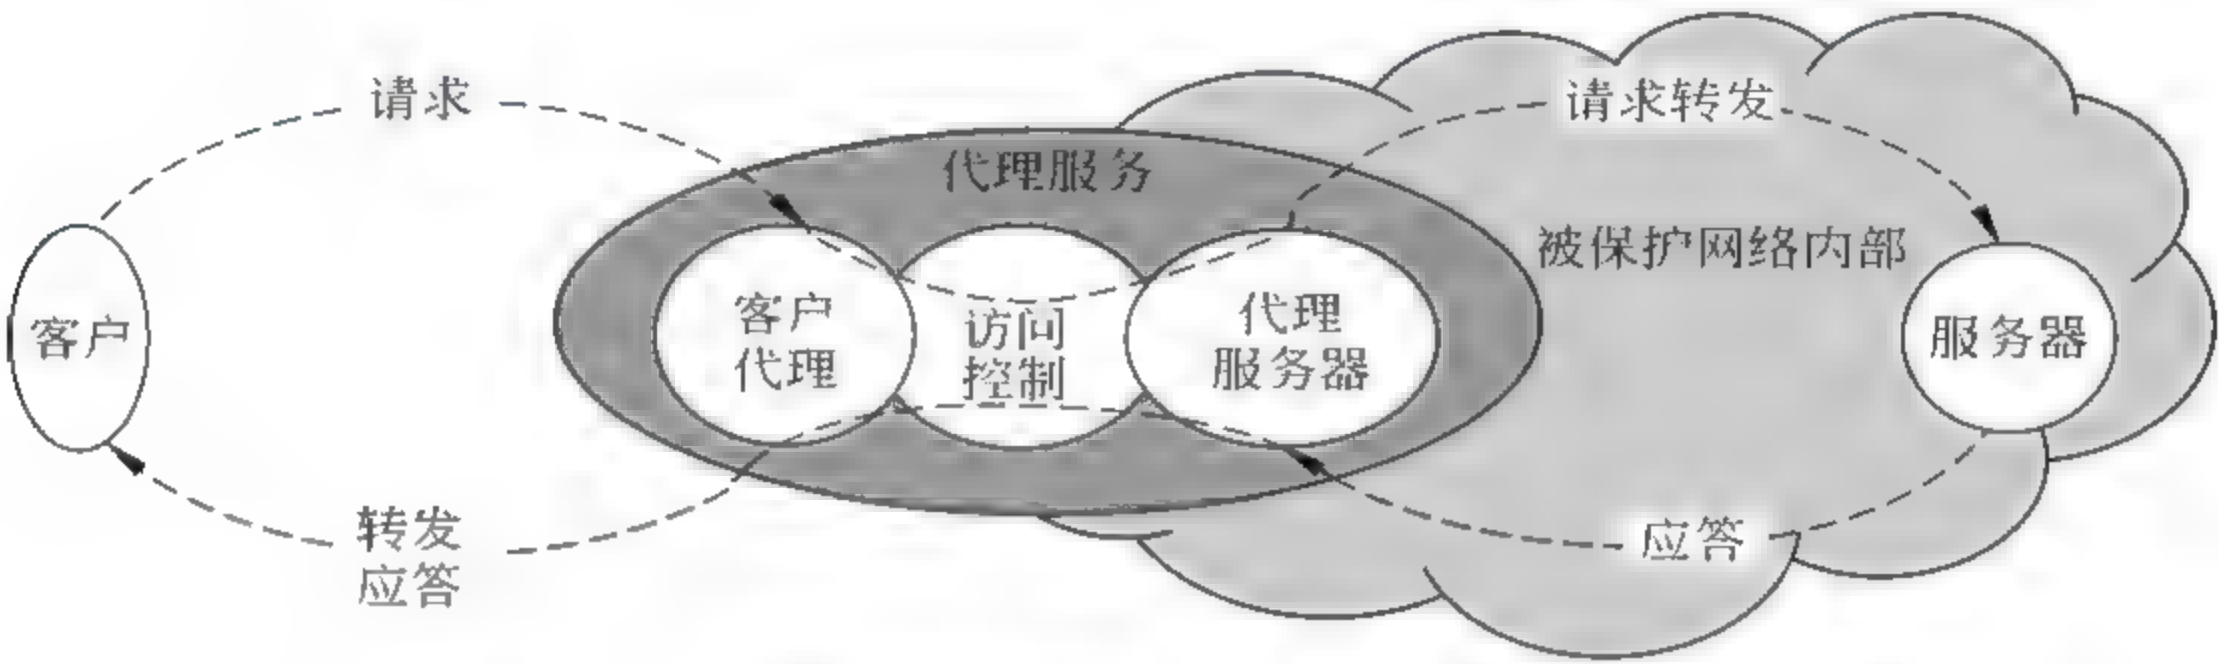 请求
请求转发
代理服务
被保护网络内部
客户
客户
代理
访问
控制
代理
服务器
服务器
转发
应答
应答